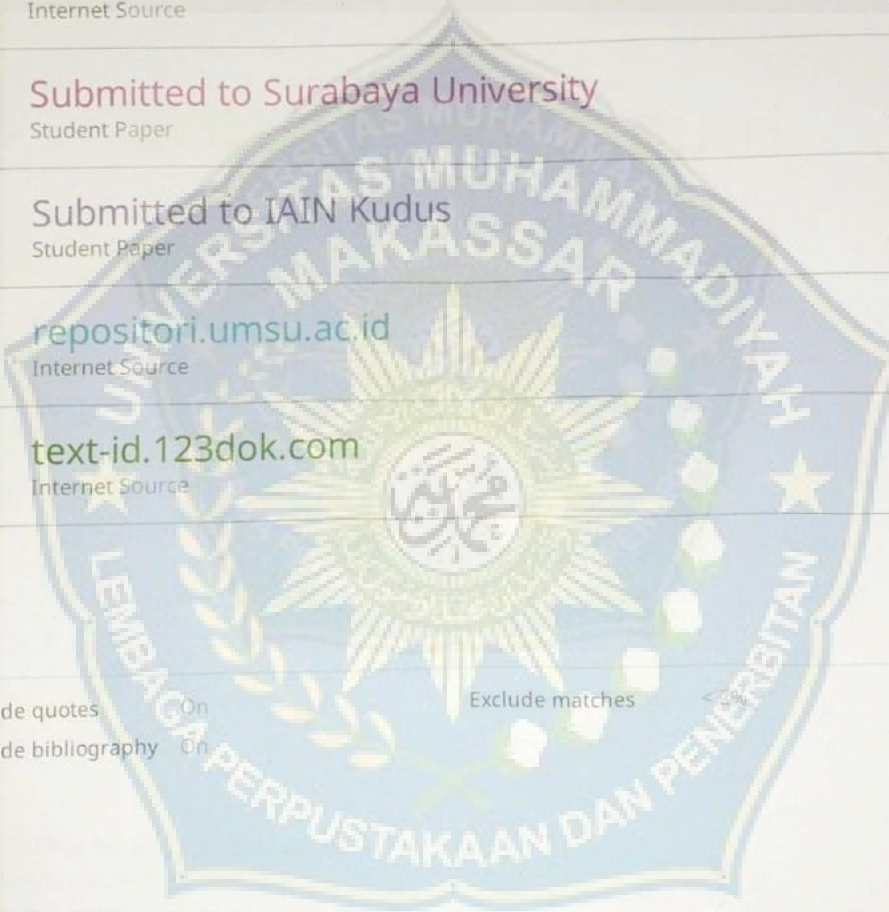 Internet Source
Submitted to Surabaya University
Student Paper
Submitted to IAIN Kudus
Student Paper
repositori.umsu.ac.id
Internet Source
text-id.123dok.com
Internet Source
de quotes On
Exclude matches
de bibliography On
UNIVERSITAS MUHAMMADIYAH
MAKASSAR
LEMBAGA PERPUSTAKAAN DAN PENERBITAN